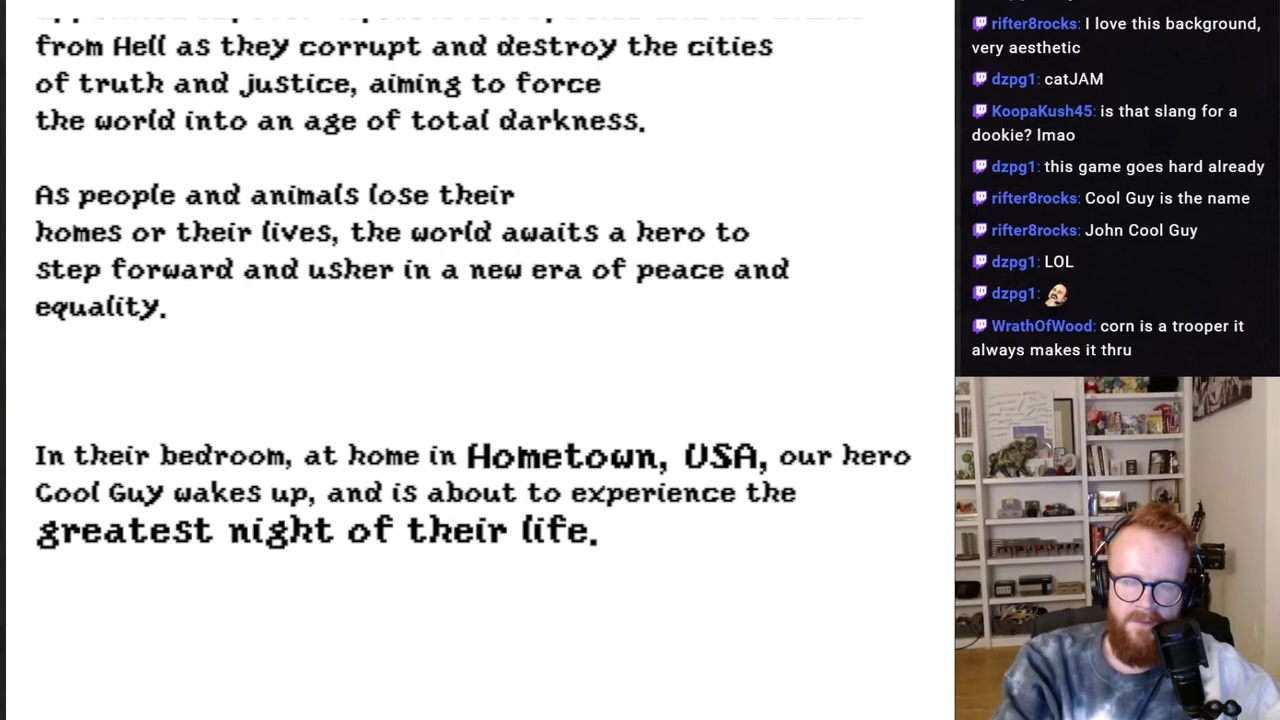 from Hell as they corrupt and destroy the cities
of truth and justice, aiming to force
the world into an age of total darkness.
As people and animals lose their
homes or their lives, the world awaits a hero to
step forward and usher in a new era of peace and
equality.
In their bedroom, at home in Hometown, USA, our hero
Cool Guy wakes up, and is about to experience the
greatest night of their life.
rifter8rocks: I love this background,
very aesthetic
dzpg1: catJAM
KoopaKush45: is that slang for a
dookie? lmao
dzpg1: this game goes hard already
rifter8rocks: Cool Guy is the name
rifter8rocks: John Cool Guy
dzpg1: LOL
dzpg1:
WrathOfWood: corn is a trooper it
always makes it thru